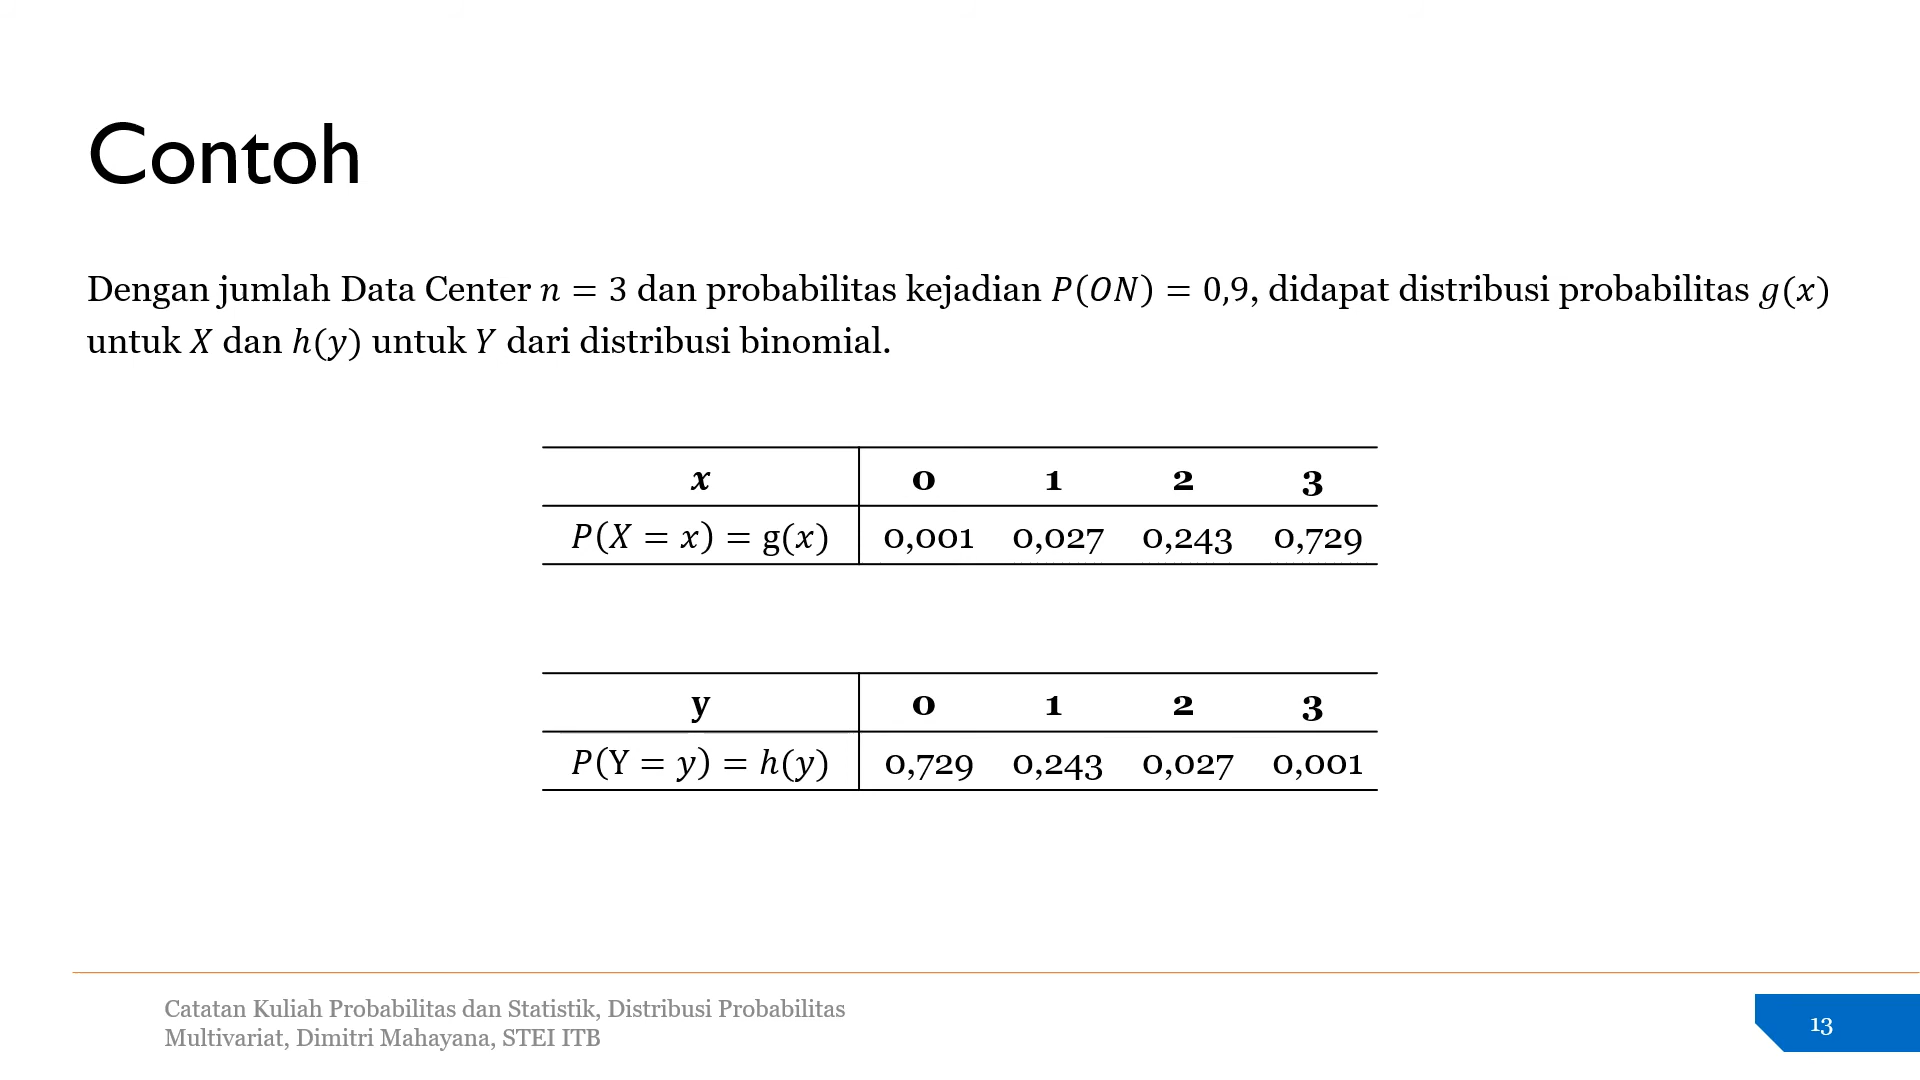 Contoh
Dengan jumlah Data Center n = 3 dan probabilitas kejadian P(ON) = 0,9, didapat distribusi probabilitas g(x)
untuk X dan h(y) untuk Y dari distribusi binomial.
x 0 1 2 3
P(X = x) = g(x) 0,001 0,027 0,243 0,729
y 0 1 2 3
P(Y = y) = h(y) 0,729 0,243 0,027 0,001
Catatan Kuliah Probabilitas dan Statistik, Distribusi Probabilitas
Multivariat, Dimitri Mahayana, STEI ITB
13